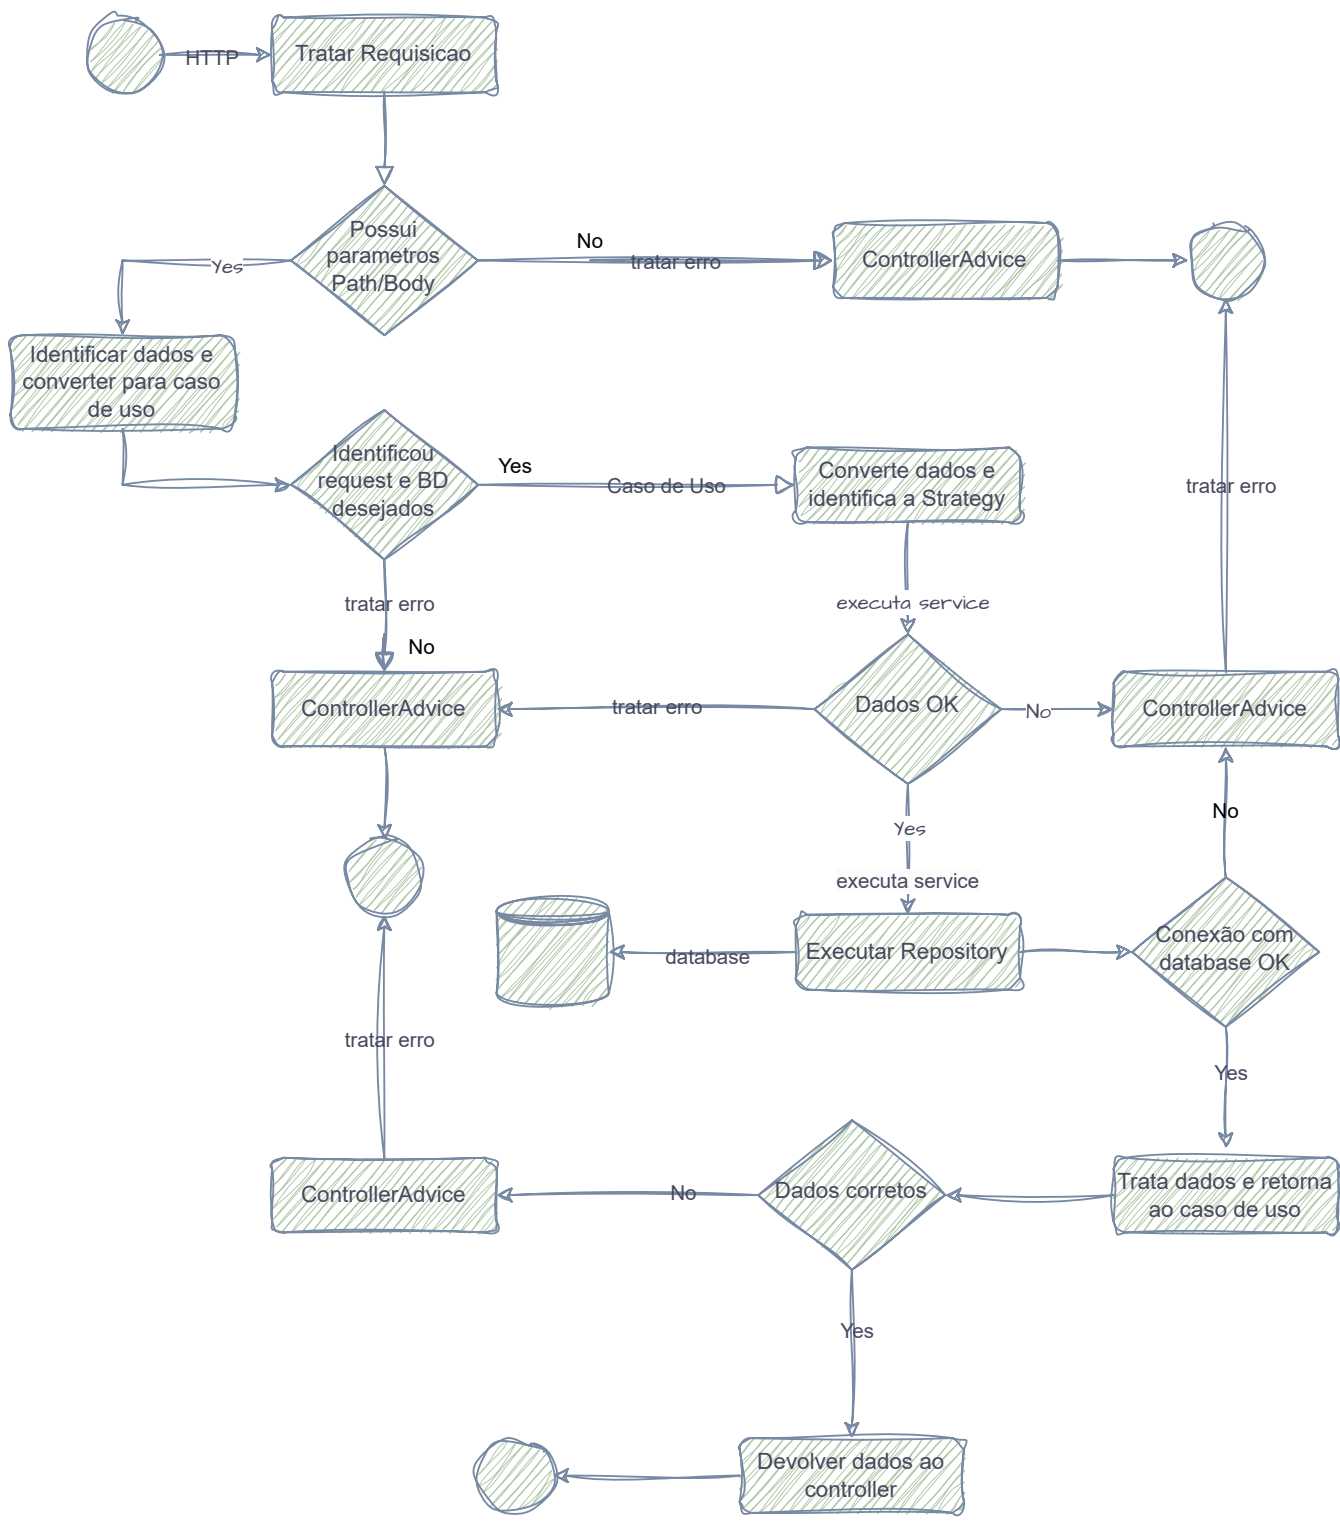 HTTP
Tratar Requisicao
Possui
parametros
Path/Body
No
tratar erro
ControllerAdvice
Yes
Identificar dados e
converter para caso
de uso
Identificou
request e BD
desejados
Yes
Caso de Uso
Converte dados e
identifica a Strategy
tratar erro
tratar erro
No
executa service
ControllerAdvice
tratar erro
Dados OK
No
ControllerAdvice
Yes
No
executa service
database
Executar Repository
Conexão com
database OK
tratar erro
Yes
ControllerAdvice
No
Dados corretos
Trata dados e retorna
ao caso de uso
Yes
Devolver dados ao
controller